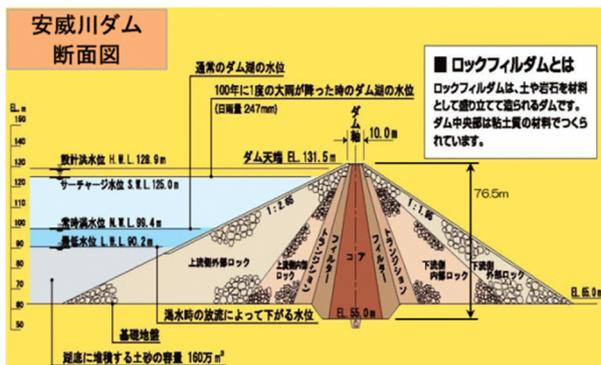 安威川ダム
断面図
■ ロックフィルダムとは
ロックフィルダムは、土や岩石を材料
として盛り立てて造られるダムです。
ダム中央部は粘土質の材料でつくら
れています。
通常のダム湖の水位
100年に1度の大雨が降った時のダム湖の水位
(日雨量 247mm)
ダム軸
10.0m
EL.m
150
140
130
120
110
100
90
80
70
60
50
設計洪水位 H.W.L.128.9m
ダム天端 EL.131.5m
サーチャージ水位 S.W.L.125.0m
76.5m
1:2.65
1:1.95
常時満水位 N.W.L.99.4m
最低水位 L.W.L.90.2m
上流側外部ロック
上流側内部ロック
トランジション
フィルター
コア
フィルター
トランジション
下流側内部ロック
下流側外部ロック
EL.65.0m
EL.55.0m
渇水時の放流によって下がる水位
基礎地盤
湖底に堆積する土砂の容量 160万m³